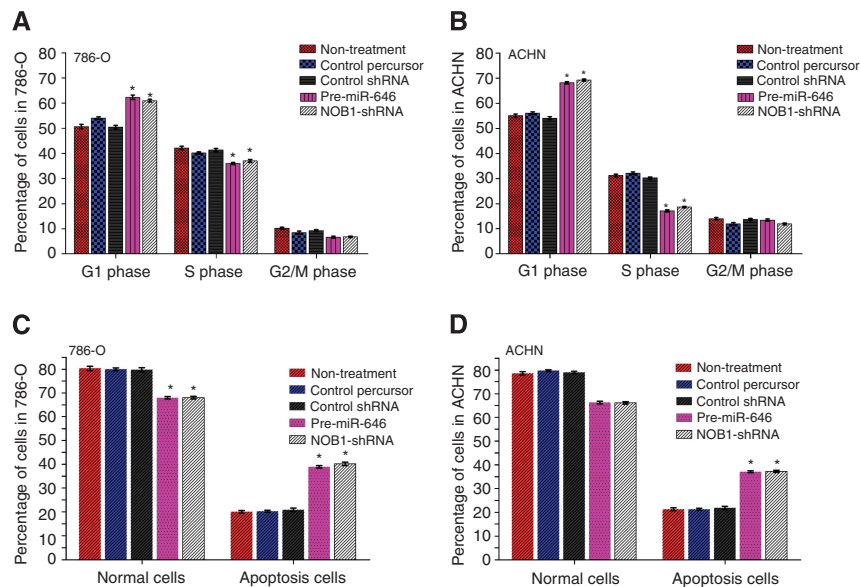 A
786-O
Percentage of cells in 786-O
80
70
60
50
40
30
20
10
0
Non-treatment
Control percursor
Control shRNA
Pre-miR-646
NOB1-shRNA
* *
* *
G1 phase S phase G2/M phase
B
ACHN
Percentage of cells in ACHN
80
70
60
50
40
30
20
10
0
Non-treatment
Control percursor
Control shRNA
Pre-miR-646
NOB1-shRNA
* *
* *
G1 phase S phase G2/M phase
C
786-O
Percentage of cells in 786-O
80
70
60
50
40
30
20
10
0
Non-treatment
Control percursor
Control shRNA
Pre-miR-646
NOB1-shRNA
* *
* *
Normal cells Apoptosis cells
D
ACHN
Percentage of cells in ACHN
80
70
60
50
40
30
20
10
0
Non-treatment
Control percursor
Control shRNA
Pre-miR-646
NOB1-shRNA
* *
Normal cells Apoptosis cells